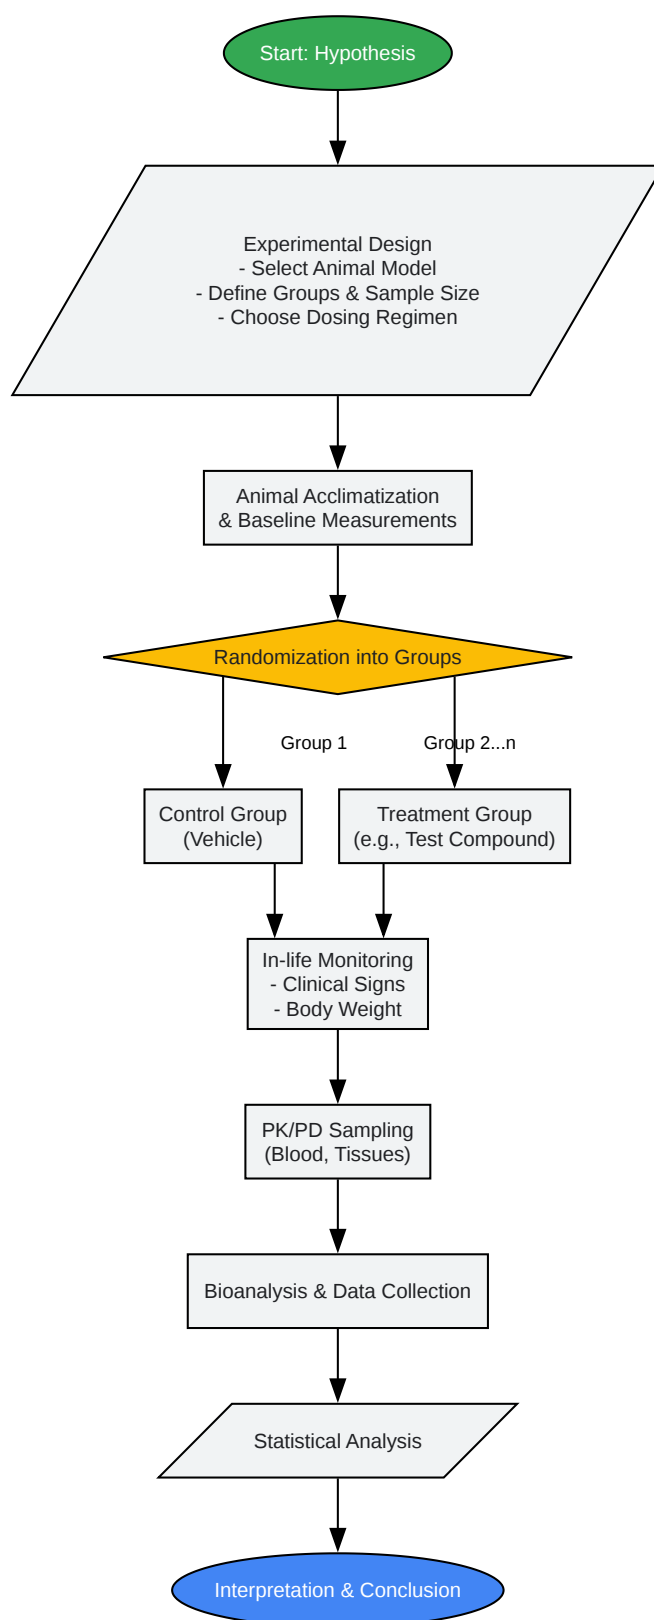 Start: Hypothesis
Experimental Design
- Select Animal Model
- Define Groups & Sample Size
- Choose Dosing Regimen
Animal Acclimatization
& Baseline Measurements
Randomization into Groups
Group 1
Group 2...n
Control Group
(Vehicle)
Treatment Group
(e.g., Test Compound)
In-life Monitoring
- Clinical Signs
- Body Weight
PK/PD Sampling
(Blood, Tissues)
Bioanalysis & Data Collection
Statistical Analysis
Interpretation & Conclusion